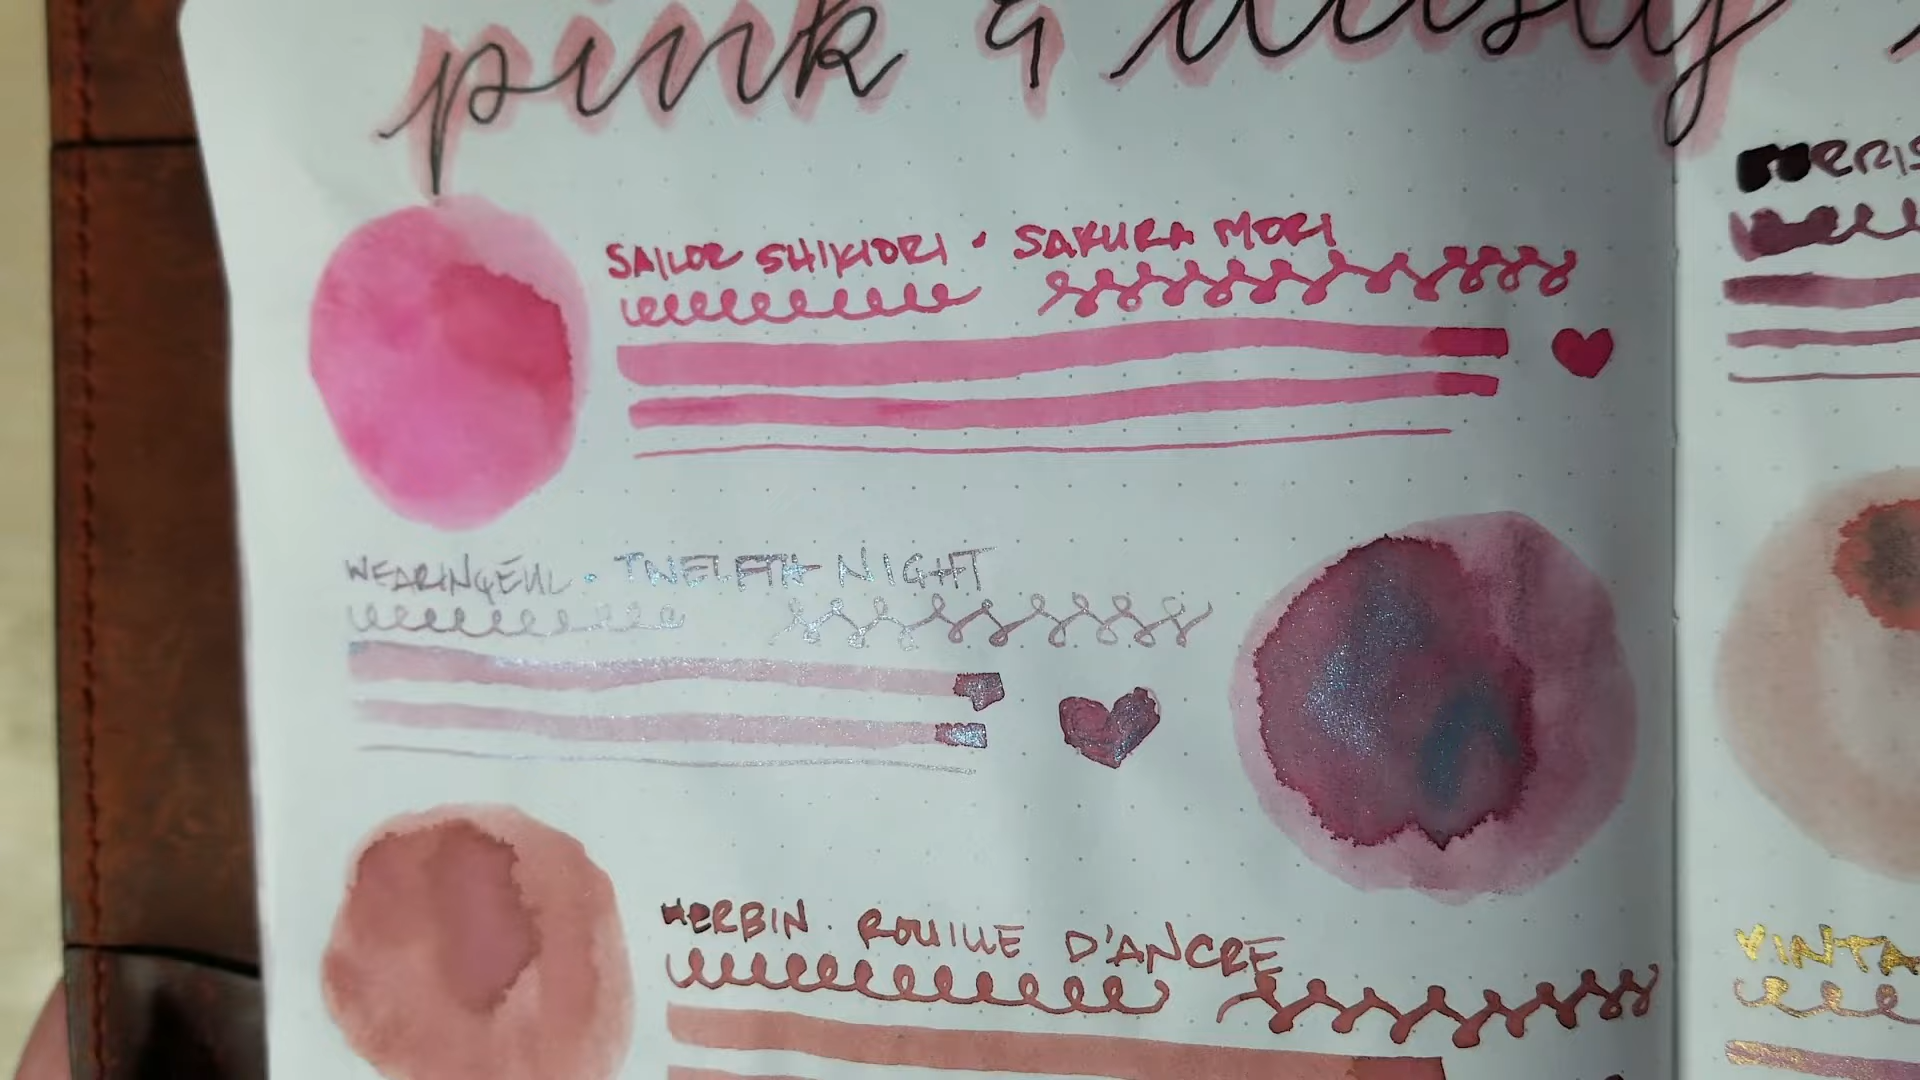 pink & dusty
SAILOR SHIKIORI • SAKURA MORI
WEARINGEUL • TWELFTH NIGHT
HERBIN • ROUILLE D'ANCRE